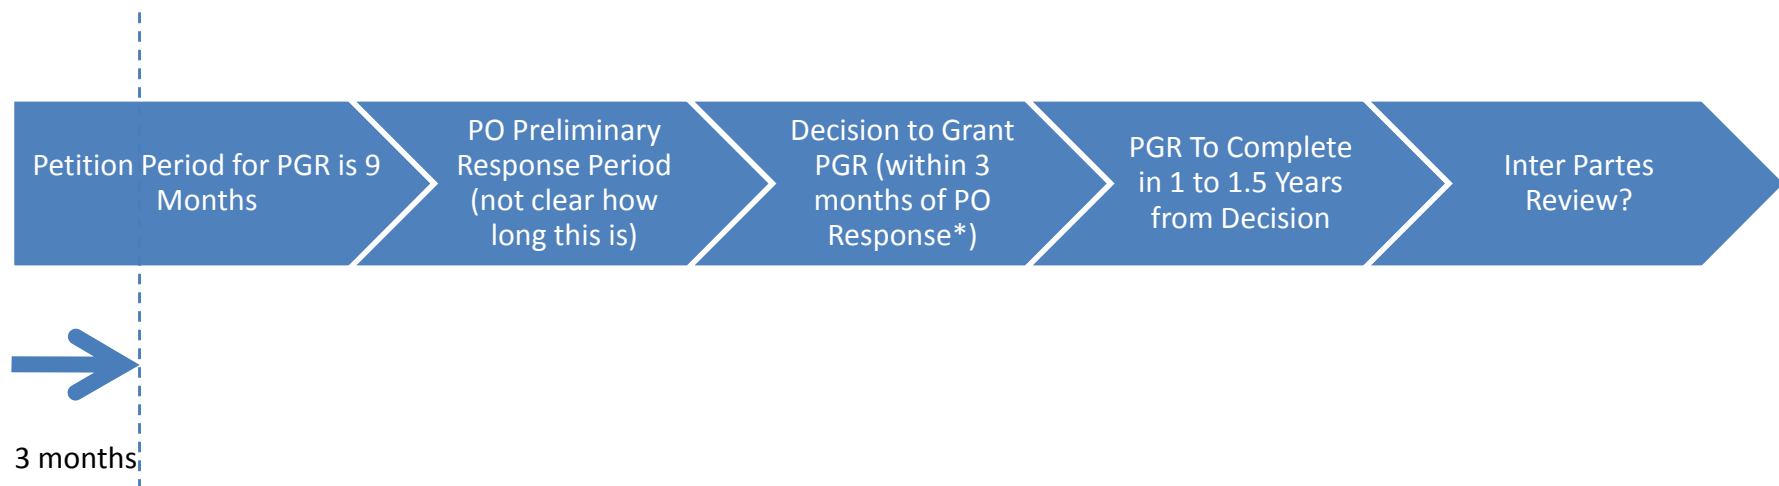 Petition Period for PGR is 9
Months
PO Preliminary
Response Period
(not clear how
long this is)
Decision to Grant
PGR (within 3
months of PO
Response*)
PGR To Complete
in 1 to 1.5 Years
from Decision
Inter Partes
Review?
3 months